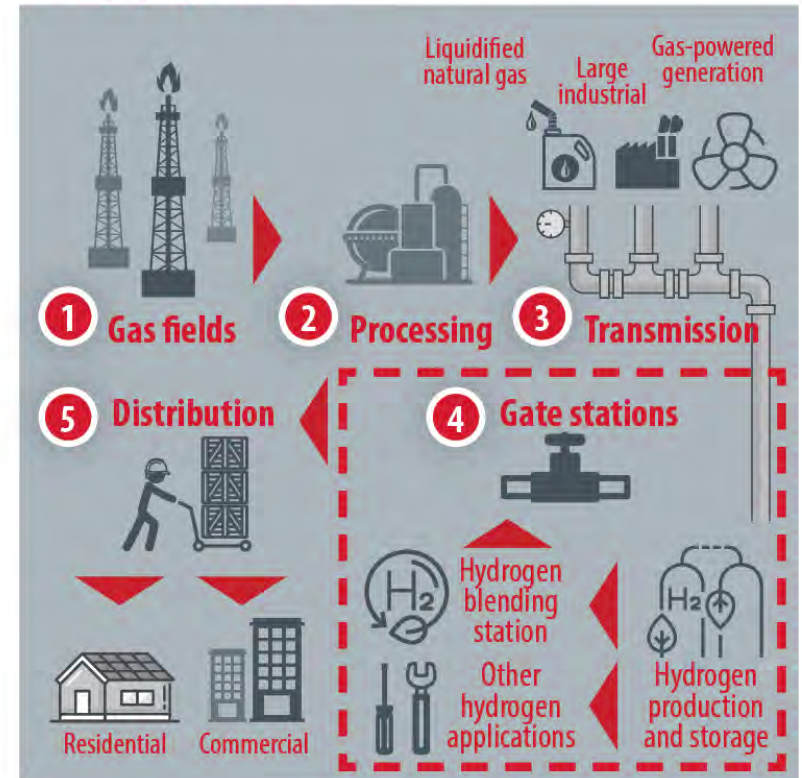 Liquidified
natural gas
Large
industrial
Gas-powered
generation
1 Gas fields
2 Processing
3 Transmission
5 Distribution
4 Gate stations
H2
Hydrogen
blending
station
H2
Other
hydrogen
applications
Hydrogen
production
and storage
Residential
Commercial